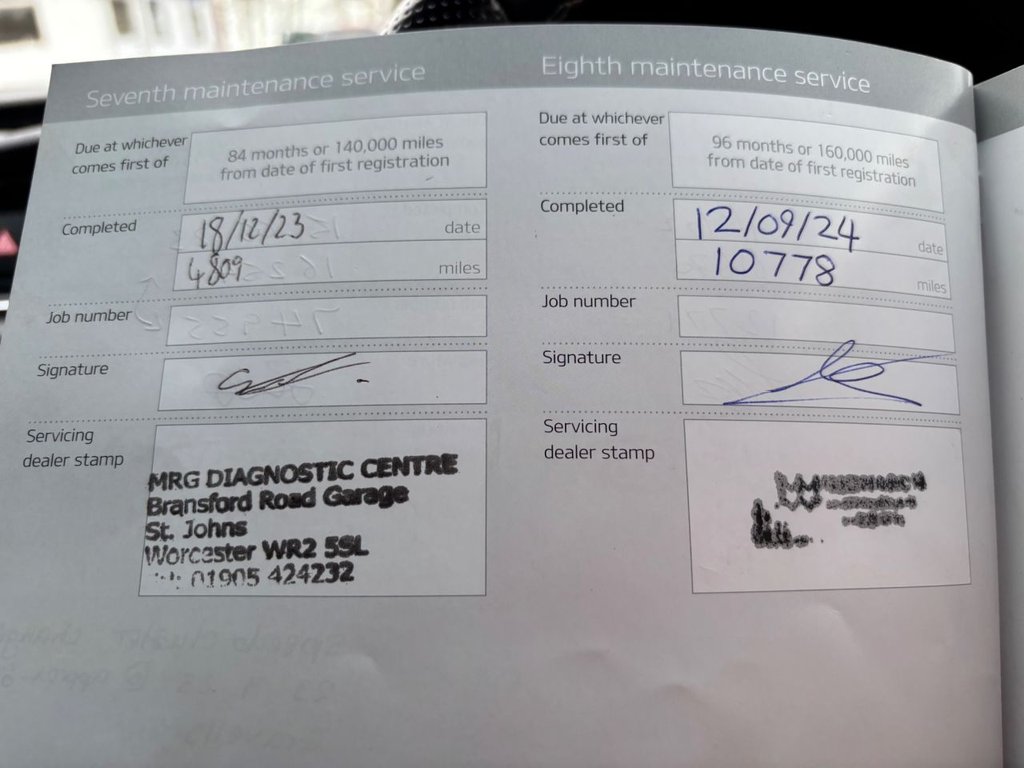 Seventh maintenance service
Due at whichever
comes first of
84 months or 140,000 miles
from date of first registration
Completed
18/12/23
date
4809
miles
Job number
Signature
Servicing
dealer stamp
MRG DIAGNOSTIC CENTRE
Bransford Road Garage
St. Johns
Worcester WR2 5SL
01905 424232
Eighth maintenance service
Due at whichever
comes first of
96 months or 160,000 miles
from date of first registration
Completed
12/09/24
date
10778
miles
Job number
Signature
Servicing
dealer stamp